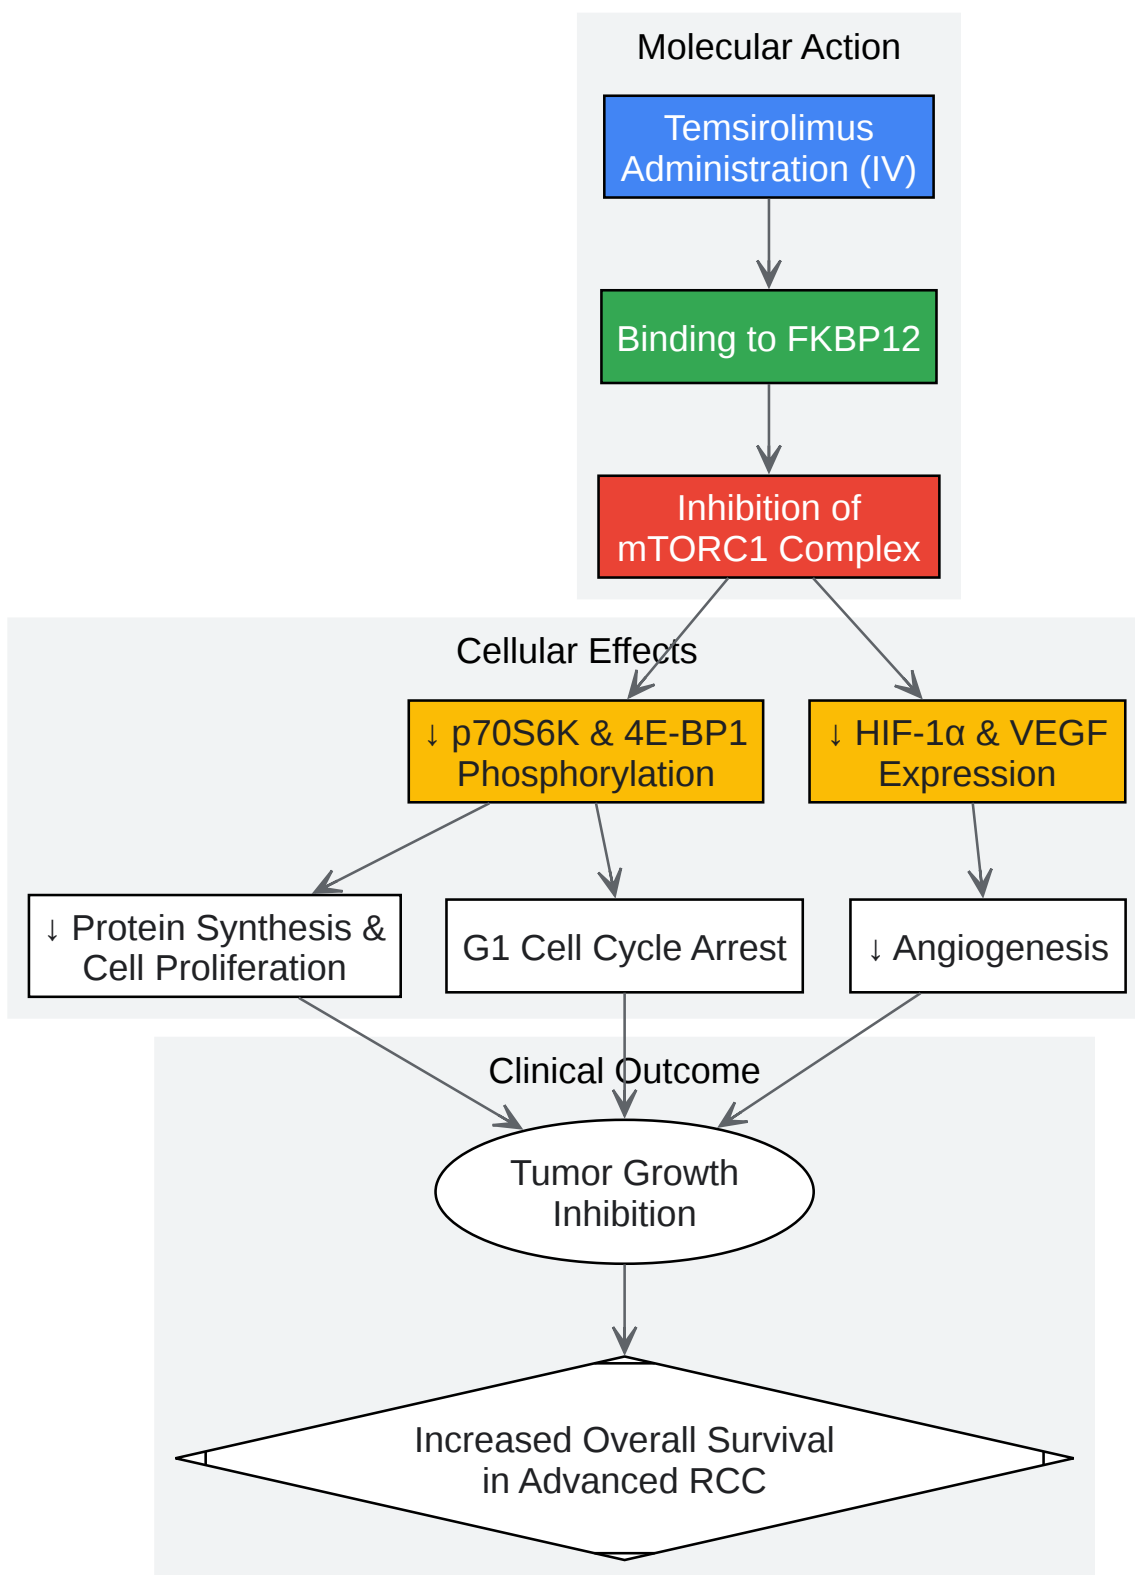 Molecular Action
Temsirolimus
Administration (IV)
Binding to FKBP12
Inhibition of
mTORC1 Complex
Cellular Effects
↓ p70S6K & 4E-BP1
Phosphorylation
↓ HIF-1α & VEGF
Expression
↓ Protein Synthesis &
Cell Proliferation
G1 Cell Cycle Arrest
↓ Angiogenesis
Clinical Outcome
Tumor Growth
Inhibition
Increased Overall Survival
in Advanced RCC